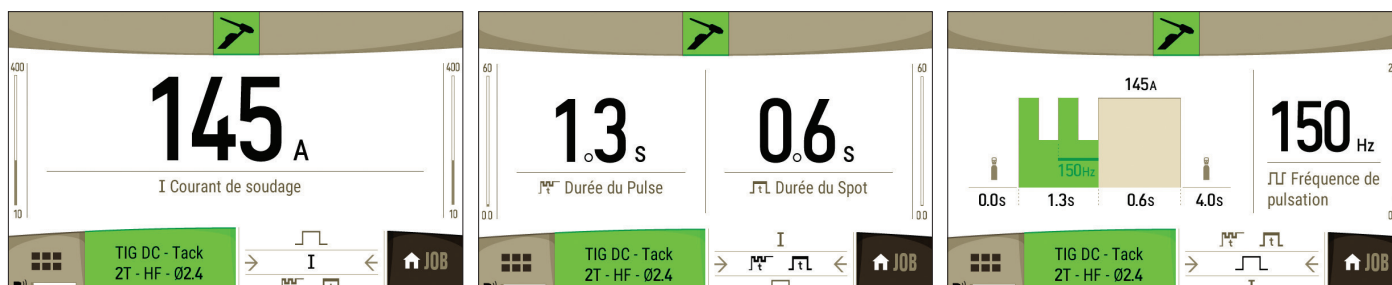 400
400
145 A
I Courant de soudage
10
10
TIG DC - Tack
2T - HF - Ø2.4
I
JOB
60
60
1.3 s
0.6 s
Durée du Pulse
Durée du Spot
0.0
0.0
TIG DC - Tack
2T - HF - Ø2.4
I
t
t
JOB
145A
150Hz
0.0s
1.3s
0.6s
4.0s
150 Hz
Fréquence de
pulsation
TIG DC - Tack
2T - HF - Ø2.4
t
t
JOB